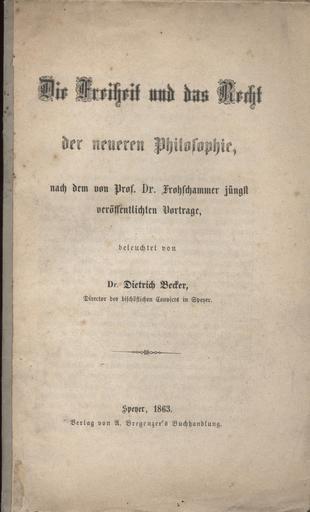 Die Freiheit und das Recht
der neueren Philosophie,
nach dem von Prof. Dr. Frohschammer jüngst
veröffentlichten Vortrage,
beleuchtet von
Dr. Dietrich Becker,
Director des bischöflichen Convicts in Speyer.
Speyer, 1863.
Verlag von A. Bregenzer's Buchhandlung.